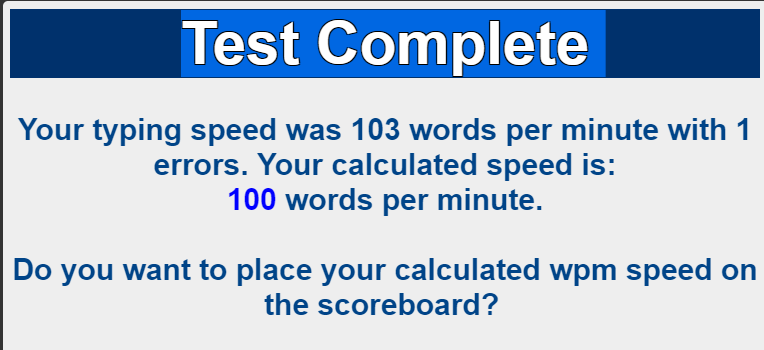 Test Complete
Your typing speed was 103 words per minute with 1
errors. Your calculated speed is:
100 words per minute.
Do you want to place your calculated wpm speed on
the scoreboard?